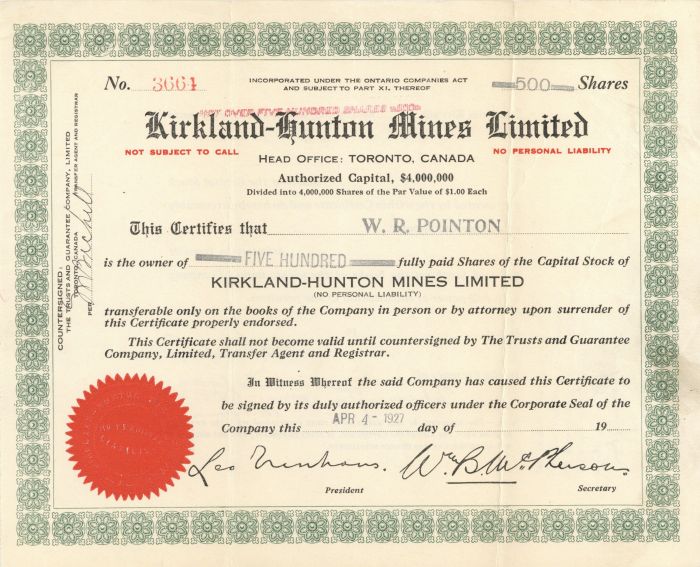 No. 3664
INCORPORATED UNDER THE ONTARIO COMPANIES ACT
AND SUBJECT TO PART XI. THEREOF
500 Shares
NOT OVER FIVE HUNDRED SHARES $500$
Kirkland-Hunton Mines Limited
NOT SUBJECT TO CALL
NO PERSONAL LIABILITY
HEAD OFFICE: TORONTO, CANADA
Authorized Capital, $4,000,000
Divided into 4,000,000 Shares of the Par Value of $1.00 Each
This Certifies that W. R. POINTON
is the owner of FIVE HUNDRED fully paid Shares of the Capital Stock of
KIRKLAND-HUNTON MINES LIMITED
(NO PERSONAL LIABILITY)
transferable only on the books of the Company in person or by attorney upon surrender of
this Certificate properly endorsed.
This Certificate shall not become valid until countersigned by The Trusts and Guarantee
Company, Limited, Transfer Agent and Registrar.
In Witness Whereof the said Company has caused this Certificate to
be signed by its duly authorized officers under the Corporate Seal of the
Company this APR 4 - 1927 day of 19
Wm B. McPherson
President
Secretary
COUNTERSIGNED:
THE TRUSTS AND GUARANTEE COMPANY, LIMITED
TORONTO, CANADA TRANSFER AGENT AND REGISTRAR
PER